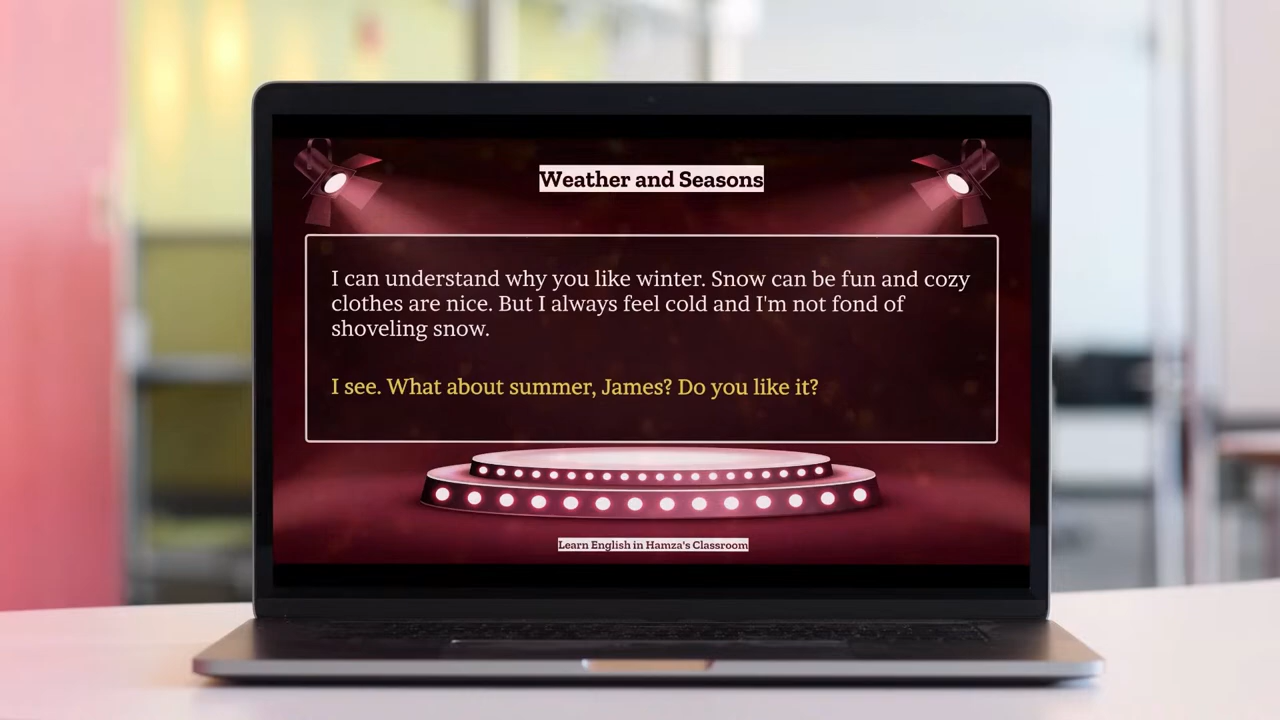 Weather and Seasons
I can understand why you like winter. Snow can be fun and cozy
clothes are nice. But I always feel cold and I'm not fond of
shoveling snow.
I see. What about summer, James? Do you like it?
Learn English in Hamza's Classroom